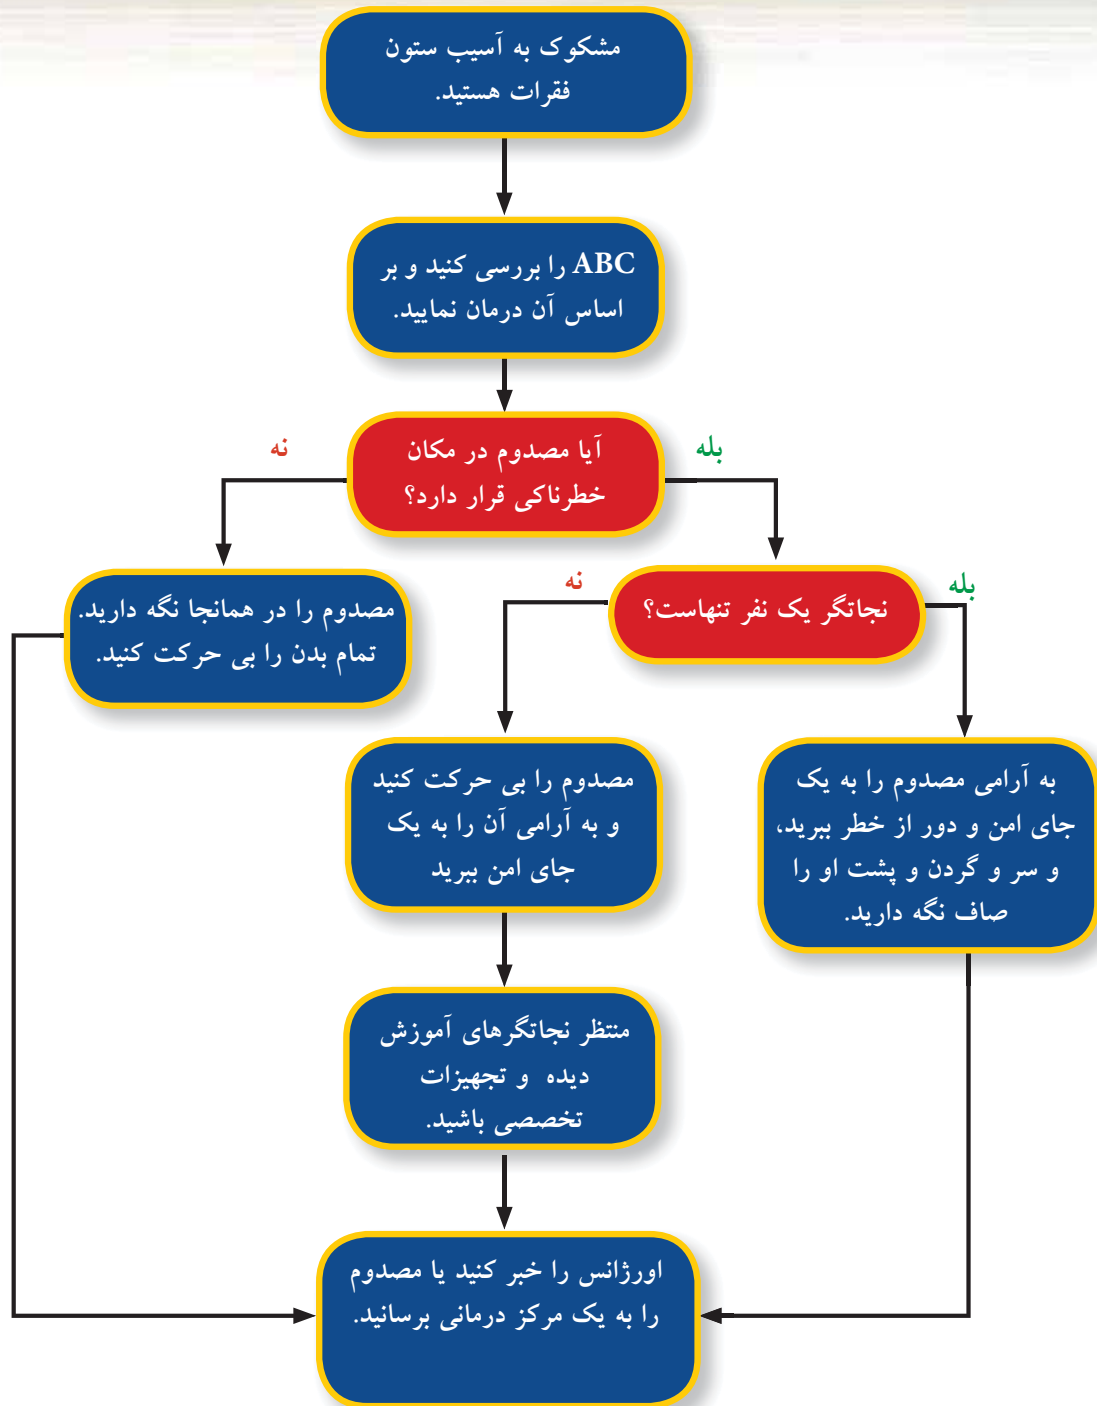 مشکوک به آسیب ستون
فقرات هستید.
ABC را بررسی کنید و بر
اساس آن درمان نمایید.
آیا مصدوم در مکان
خطرناکی قرار دارد؟
بله
نه
نجاتگر یک نفر تنهاست؟
بله
نه
مصدوم را در همانجا نگه دارید.
تمام بدن را بی حرکت کنید.
به آرامی مصدوم را به یک
جای امن و دور از خطر ببرید،
و سر و گردن و پشت او را
صاف نگه دارید.
مصدوم را بی حرکت کنید
و به آرامی آن را به یک
جای امن ببرید
منتظر نجاتگرهای آموزش
دیده و تجهیزات
تخصصی باشید.
اورژانس را خبر کنید یا مصدوم
را به یک مرکز درمانی برسانید.